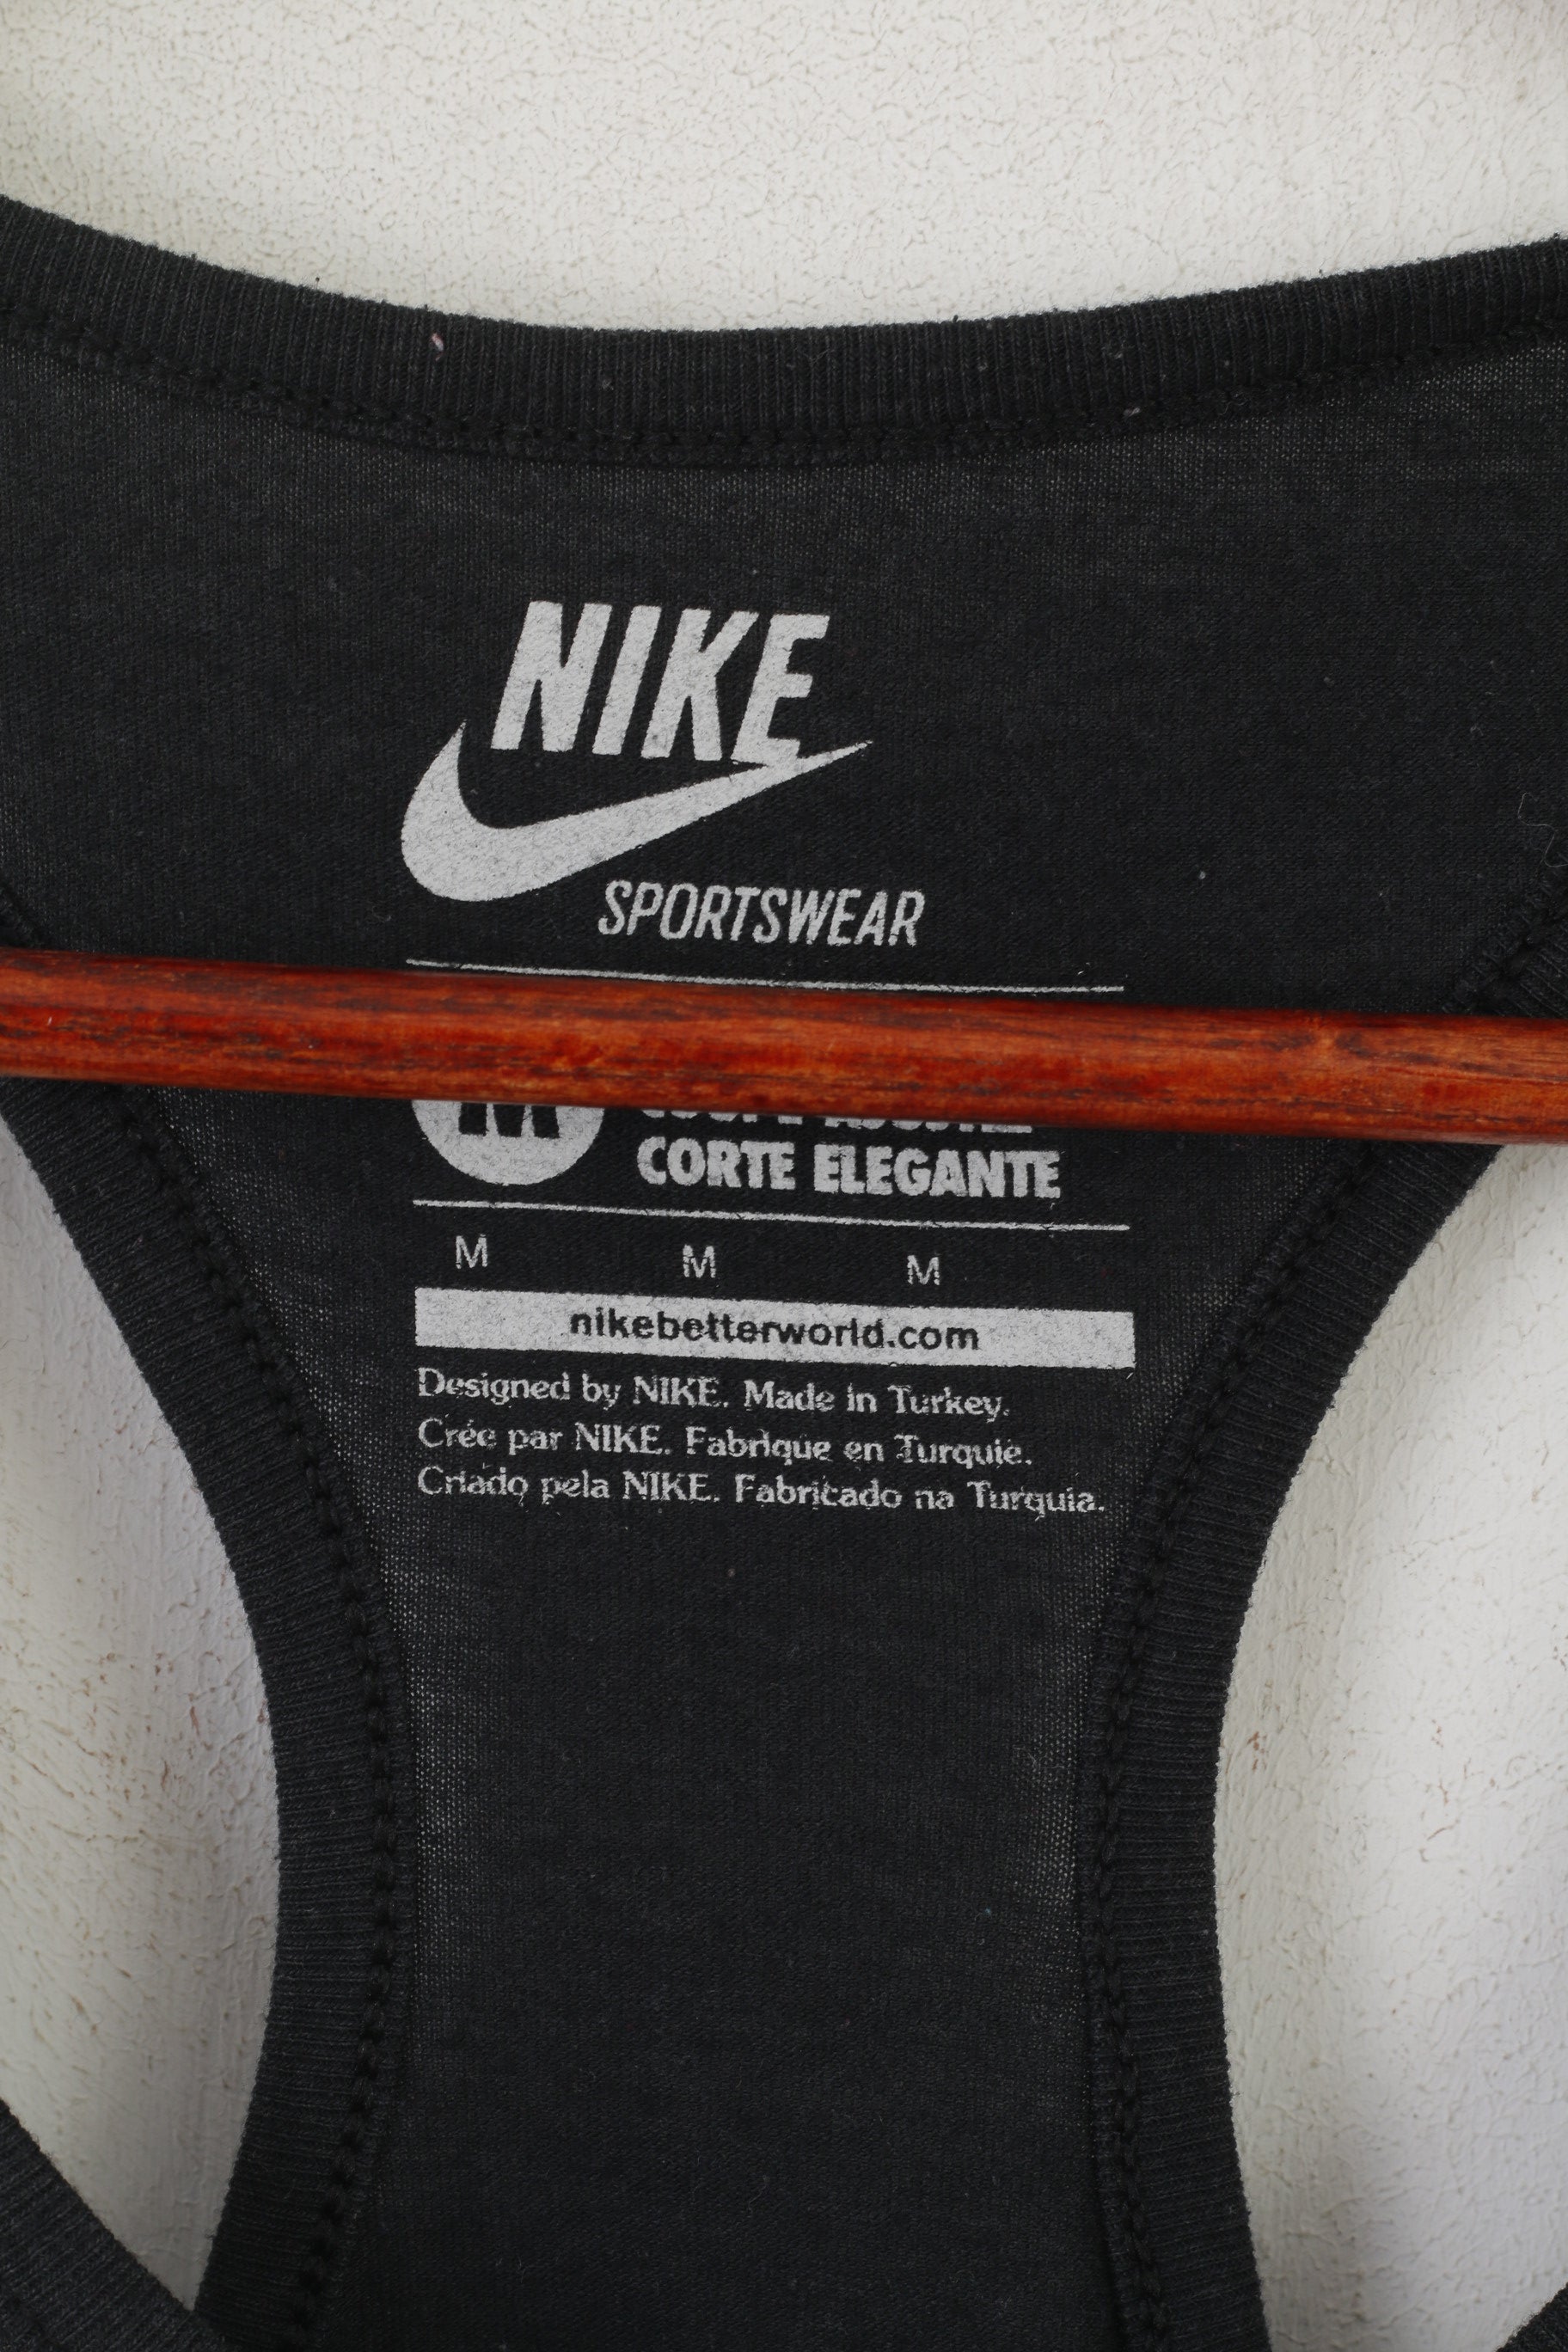 NIKE
SPORTSWEAR
M
CORTE ELEGANTE
M M M
nikebetterworld.com
Designed by NIKE. Made in Turkey.
Crée par NIKE. Fabrique en Turquie.
Criado pela NIKE. Fabricado na Turquia.